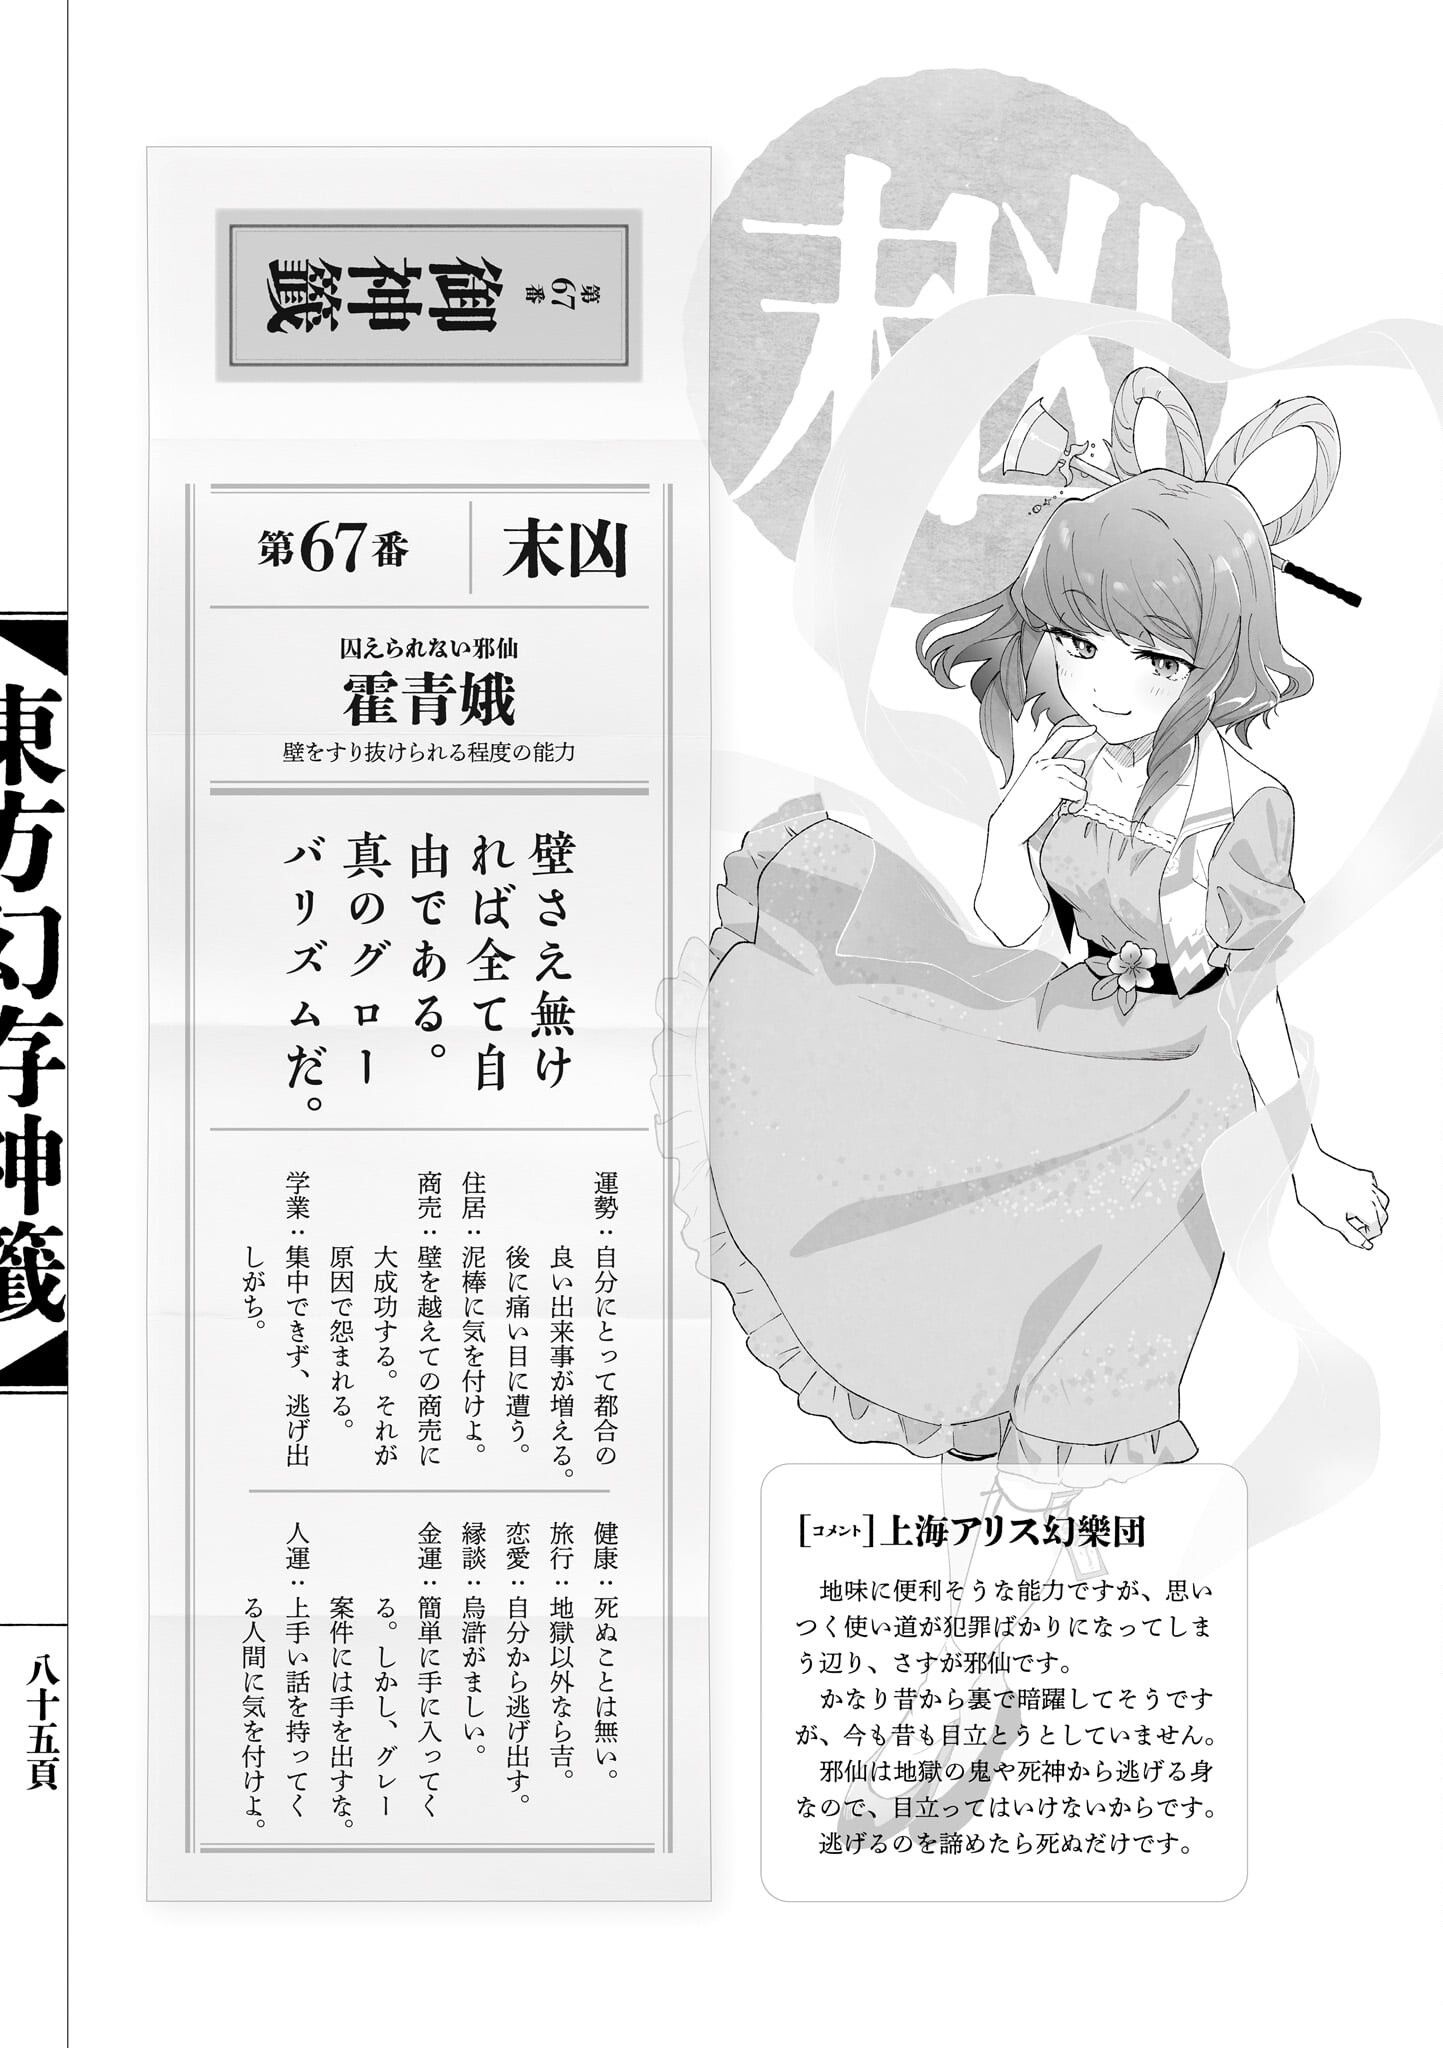 末凶
御神籤
第67番
第67番
末凶
囚えられない邪仙
霍青娥
壁をすり抜けられる程度の能力
壁さえ無け
れば全て自
由である。
真のグロー
バリズムだ。
運勢：自分にとって都合の
良い出来事が増える。
後に痛い目に遭う。
住居：泥棒に気を付けよ。
商売：壁を越えての商売に
大成功する。それが
原因で怨まれる。
学業：集中できず、逃げ出
しがち。
健康：死ぬことは無い。
旅行：地獄以外なら吉。
恋愛：自分から逃げ出す。
縁談：烏滸がましい。
金運：簡単に手に入ってく
る。しかし、グレー
案件には手を出すな。
人運：上手い話を持ってく
る人間に気を付けよ。
［コメント］上海アリス幻樂団
地味に便利そうな能力ですが、思い
つく使い道が犯罪ばかりになってしま
う辺り、さすが邪仙です。
かなり昔から裏で暗躍してそうです
が、今も昔も目立とうとしていません。
邪仙は地獄の鬼や死神から逃げる身
なので、目立ってはいけないからです。
逃げるのを諦めたら死ぬだけです。
東方幻存神籤
八十五頁